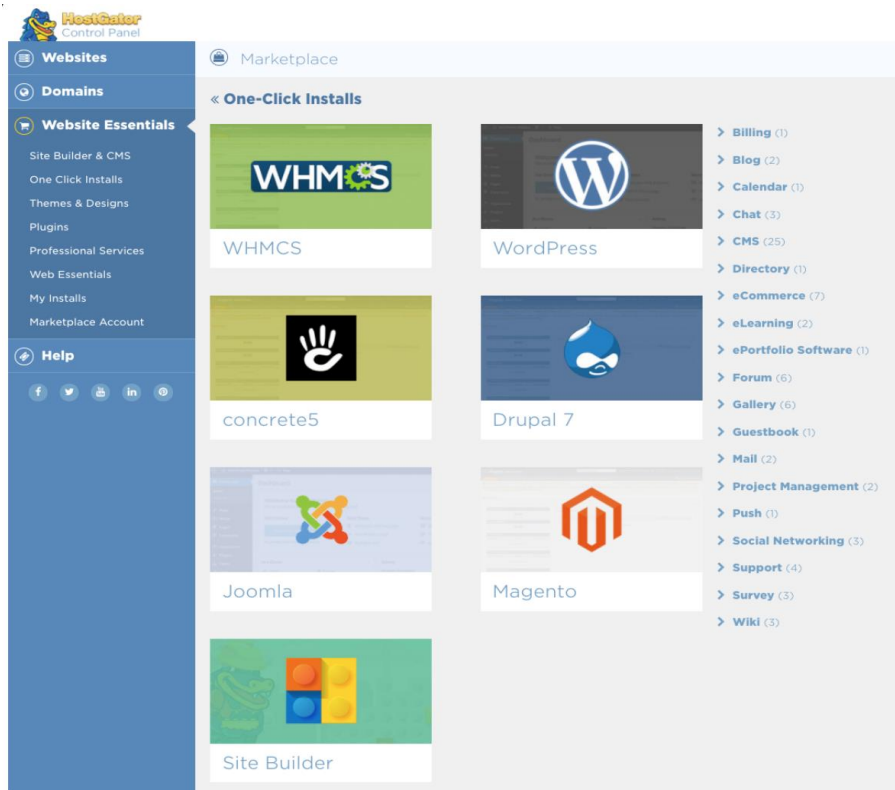 HostGator
Control Panel
Websites
Domains
Website Essentials
Site Builder & CMS
One Click Installs
Themes & Designs
Plugins
Professional Services
Web Essentials
My Installs
Marketplace Account
Help
Marketplace
« One-Click Installs
WHMCS
WHMCS
WordPress
concrete5
Drupal 7
Joomla
Magento
Site Builder
Billing (1)
Blog (2)
Calendar (1)
Chat (3)
CMS (25)
Directory (1)
eCommerce (7)
eLearning (2)
ePortfolio Software (1)
Forum (6)
Gallery (6)
Guestbook (1)
Mail (2)
Project Management (2)
Push (1)
Social Networking (3)
Support (4)
Survey (3)
Wiki (3)